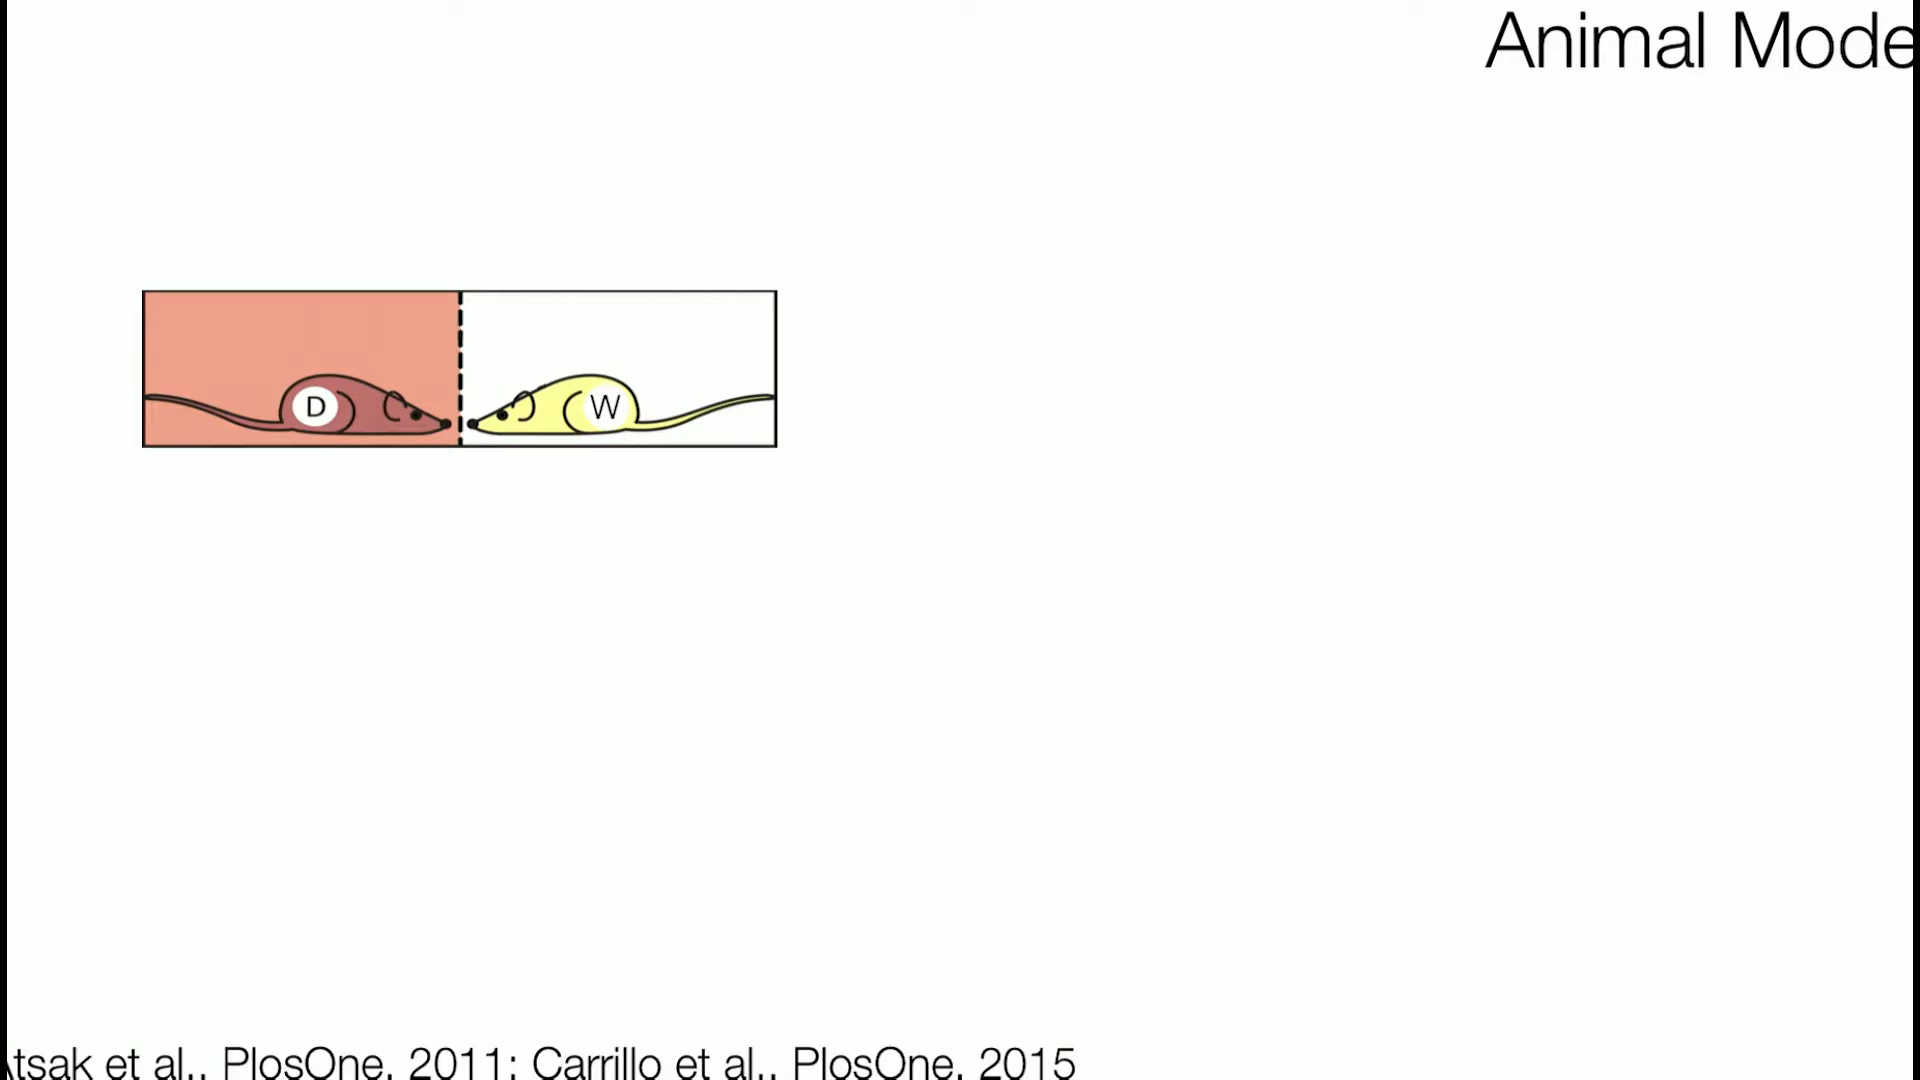 Animal Mode
D W
tsak et al., PlosOne, 2011; Carrillo et al., PlosOne, 2015